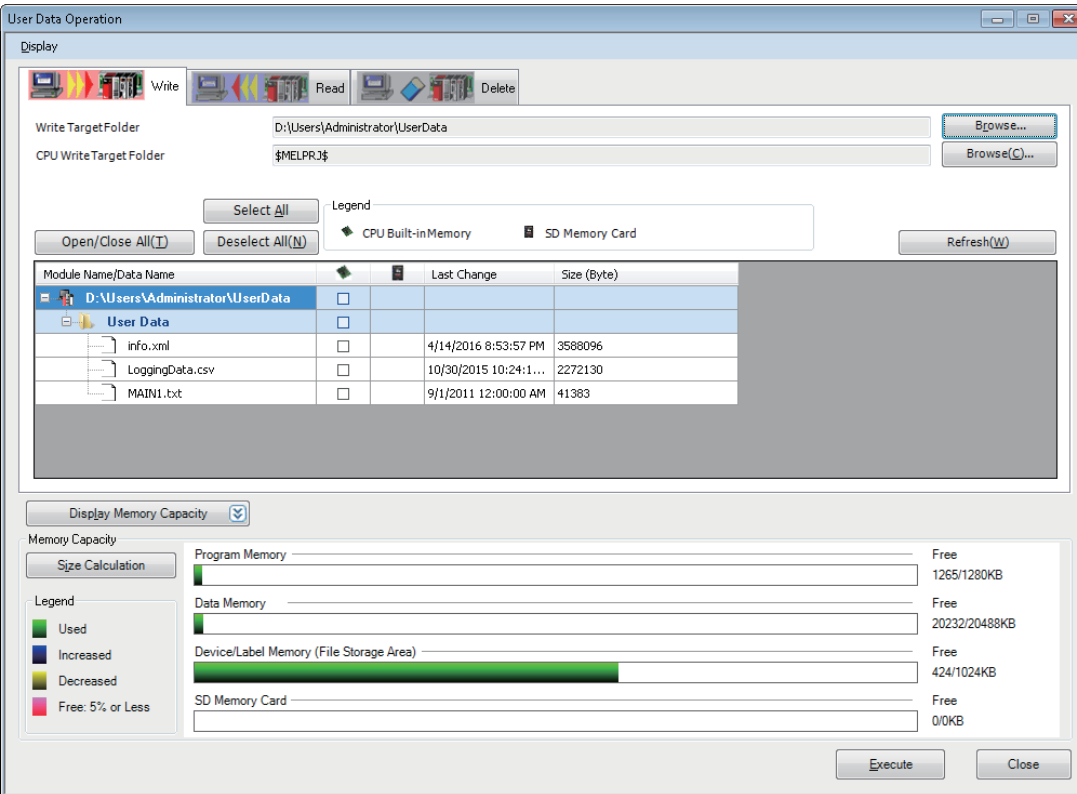 User Data Operation
Display
Write Read Delete
Write Target Folder D:\Users\Administrator\UserData Browse...
CPU Write Target Folder $MELPRJ$ Browse(C)...
Select All Legend
Open/Close All(T) Deselect All(N) CPU Built-in Memory SD Memory Card Refresh(W)
Module Name/Data Name Last Change Size (Byte)
D:\Users\Administrator\UserData
User Data
info.xml 4/14/2016 8:53:57 PM 3588096
LoggingData.csv 10/30/2015 10:24:1... 2272130
MAIN1.txt 9/1/2011 12:00:00 AM 41383
Display Memory Capacity
Memory Capacity
Size Calculation
Program Memory Free
1265/1280KB
Legend
Used
Increased
Decreased
Free: 5% or Less
Data Memory Free
20232/20488KB
Device/Label Memory (File Storage Area) Free
424/1024KB
SD Memory Card Free
0/0KB
Execute Close